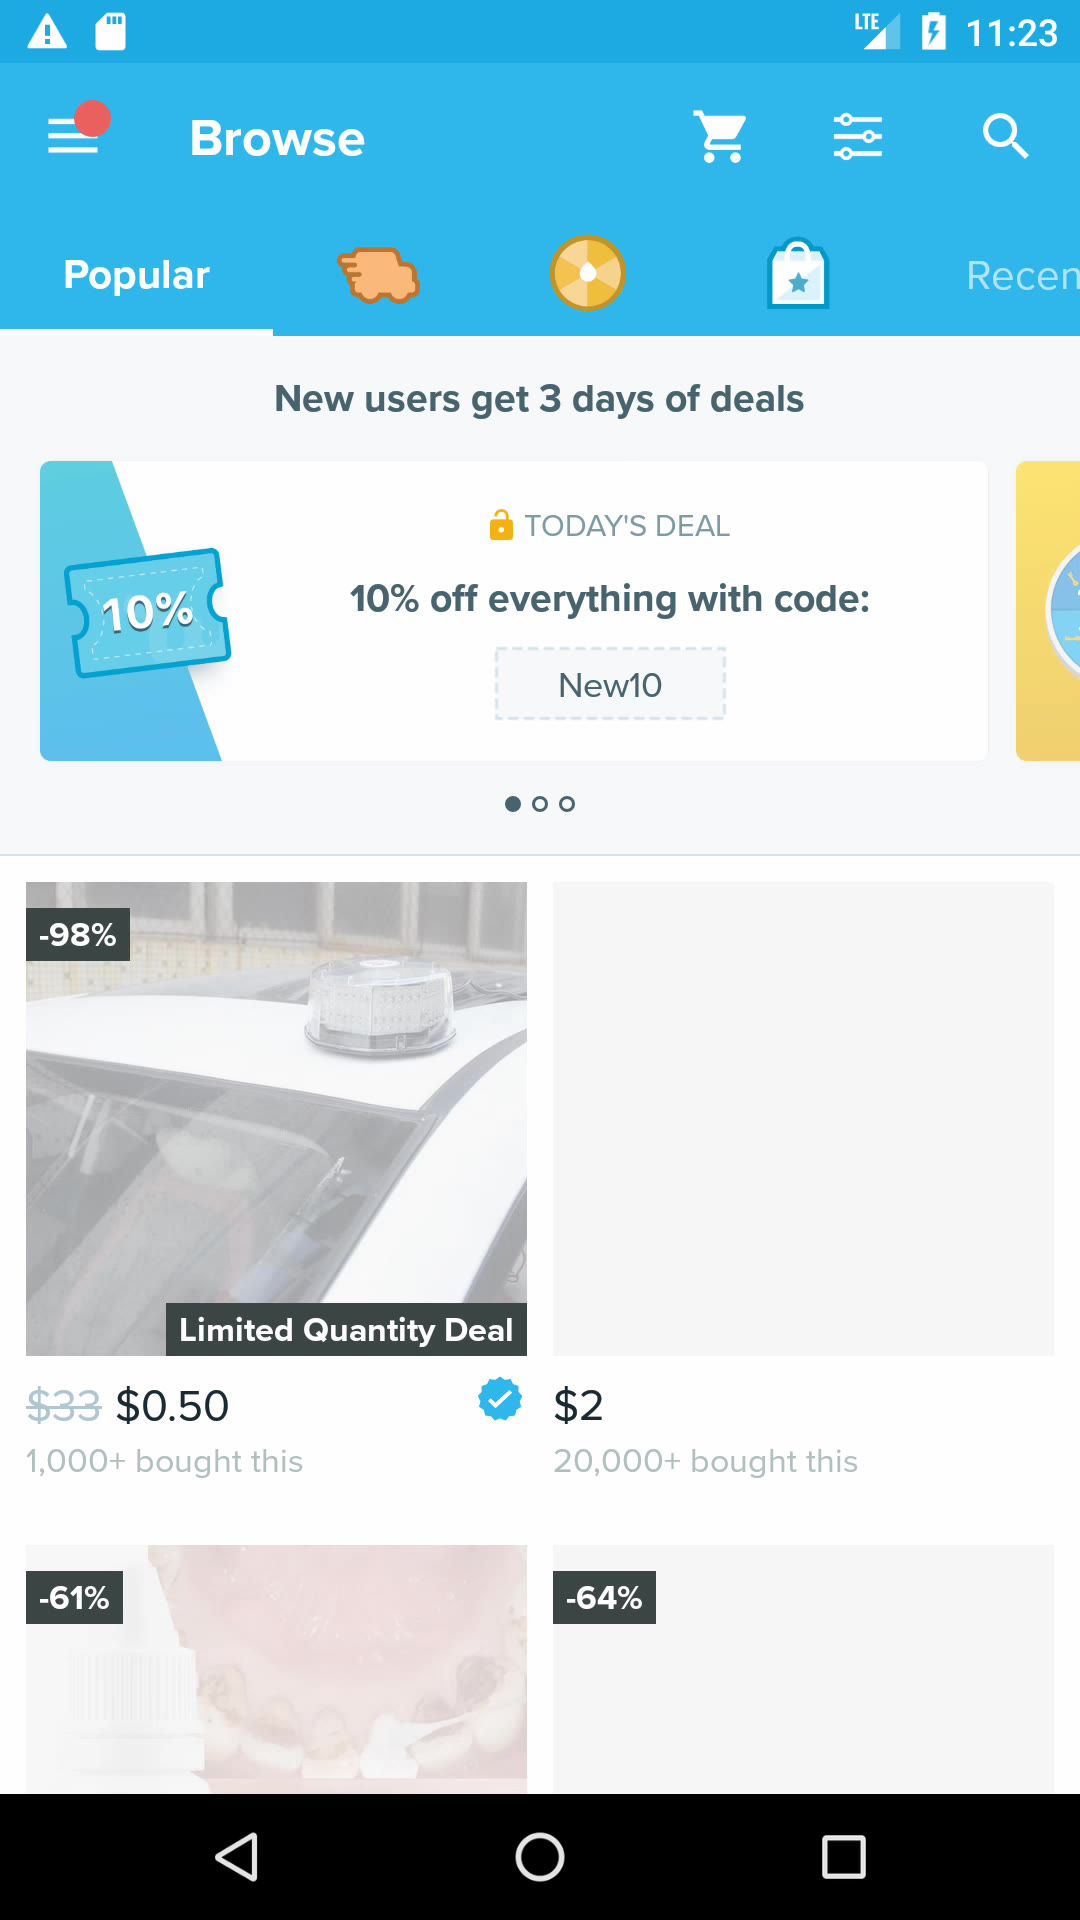 LTE 11:23
Browse
Popular
Recen
New users get 3 days of deals
10%
TODAY'S DEAL
10% off everything with code:
New10
-98%
Limited Quantity Deal
$33 $0.50
1,000+ bought this
$2
20,000+ bought this
-61%
-64%